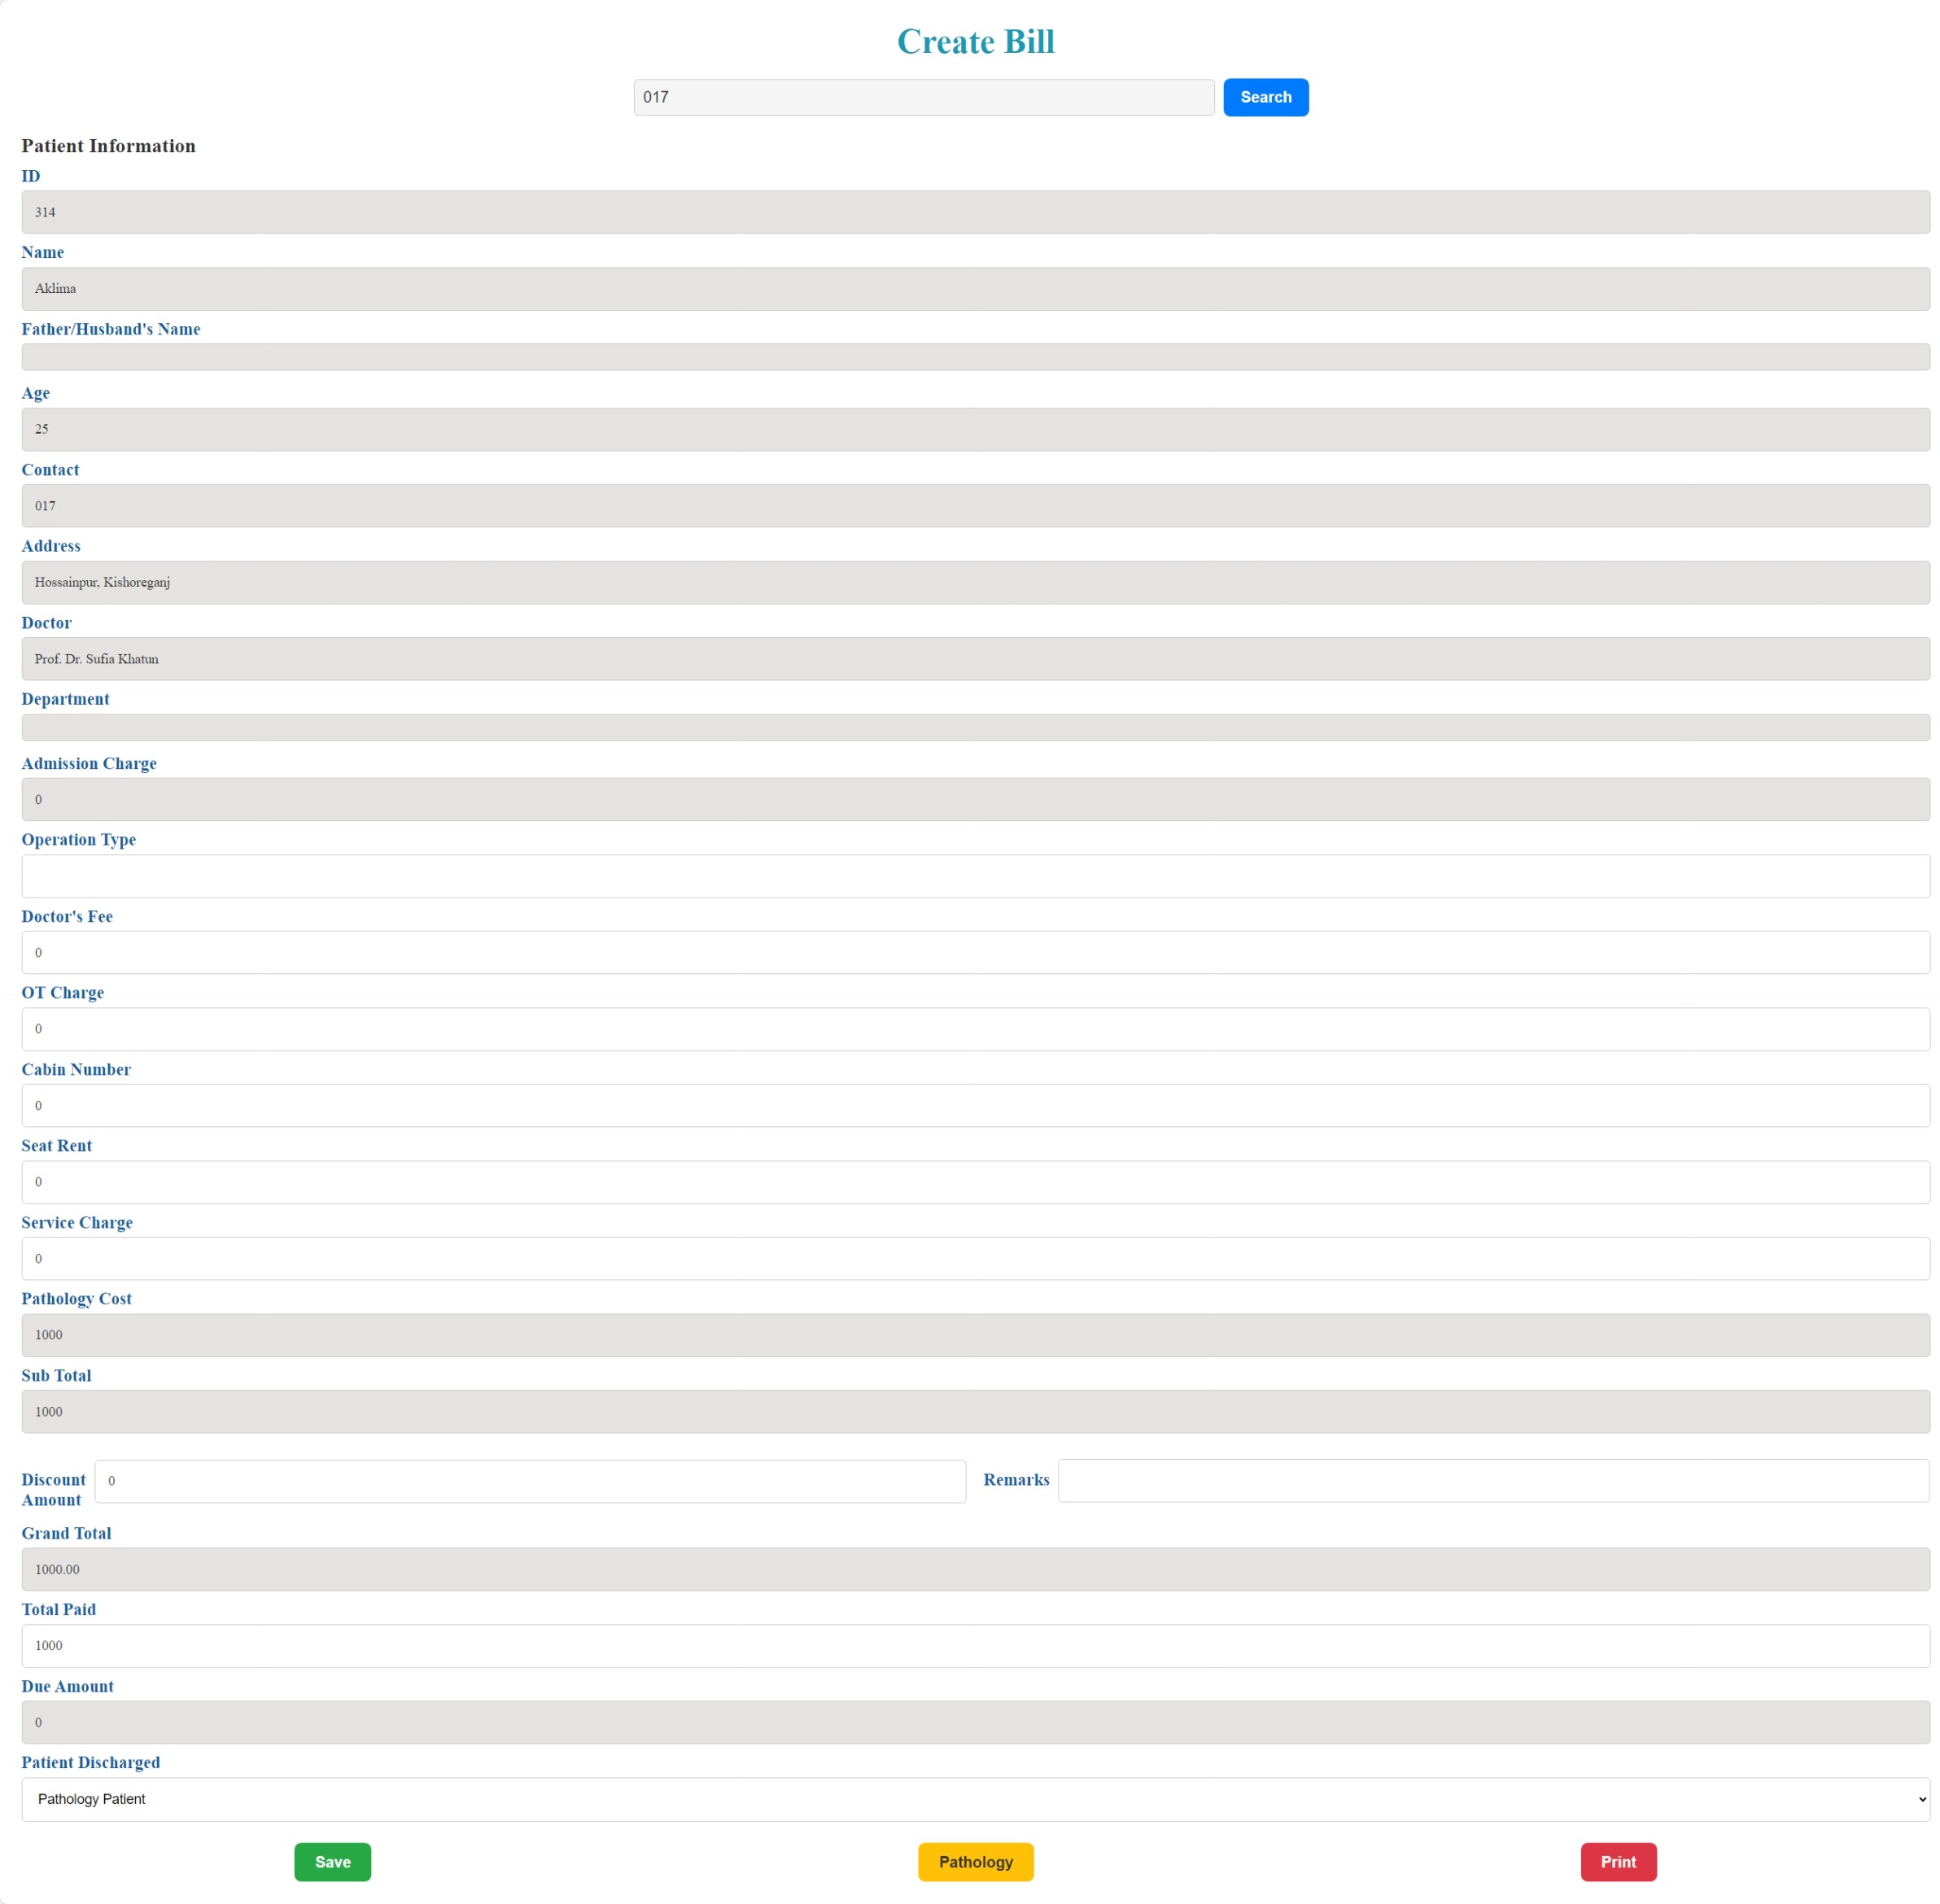 Create Bill
017 Search
Patient Information
ID
314
Name
Aklima
Father/Husband's Name
Age
25
Contact
017
Address
Hossainpur, Kishoreganj
Doctor
Prof. Dr. Sufia Khatun
Department
Admission Charge
0
Operation Type
Doctor's Fee
0
OT Charge
0
Cabin Number
0
Seat Rent
0
Service Charge
0
Pathology Cost
1000
Sub Total
1000
Discount Amount 0 Remarks
Grand Total
1000.00
Total Paid
1000
Due Amount
0
Patient Discharged
Pathology Patient
Save Pathology Print